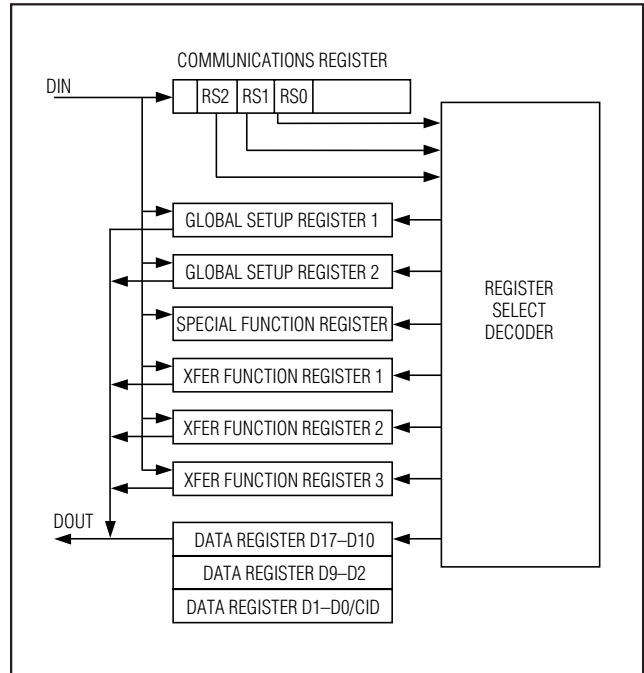 COMMUNICATIONS REGISTER
DIN
RS2 RS1 RS0
GLOBAL SETUP REGISTER 1
GLOBAL SETUP REGISTER 2
SPECIAL FUNCTION REGISTER
XFER FUNCTION REGISTER 1
XFER FUNCTION REGISTER 2
XFER FUNCTION REGISTER 3
REGISTER
SELECT
DECODER
DOUT
DATA REGISTER D17–D10
DATA REGISTER D9–D2
DATA REGISTER D1–D0/CID